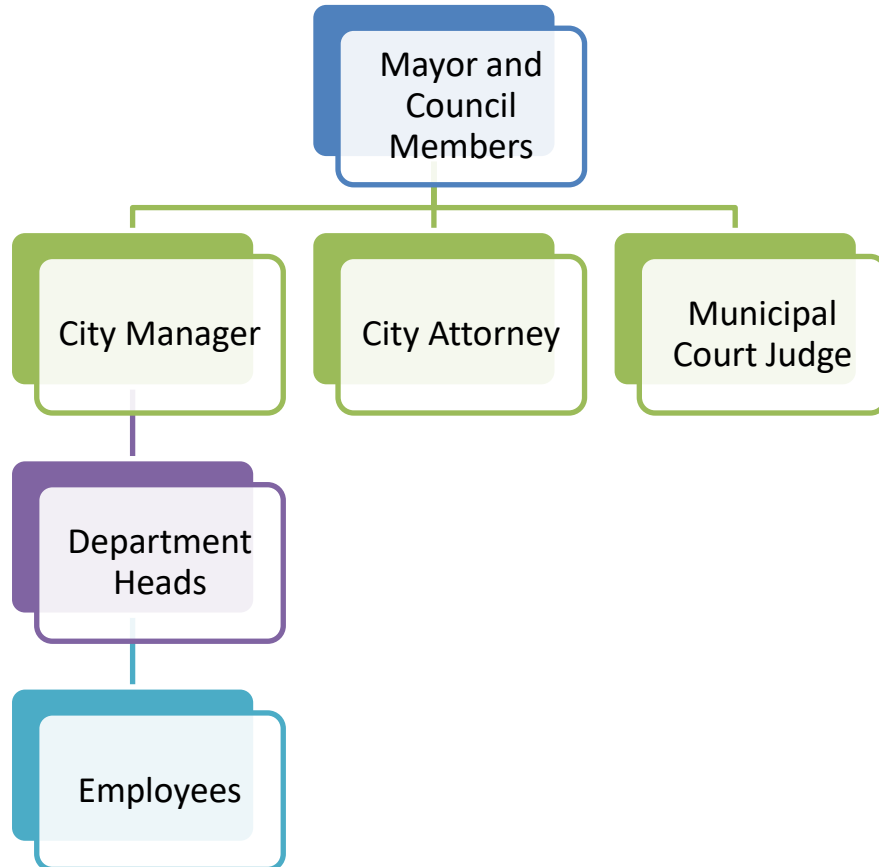 Mayor and
Council
Members
City Manager
City Attorney
Municipal
Court Judge
Department
Heads
Employees